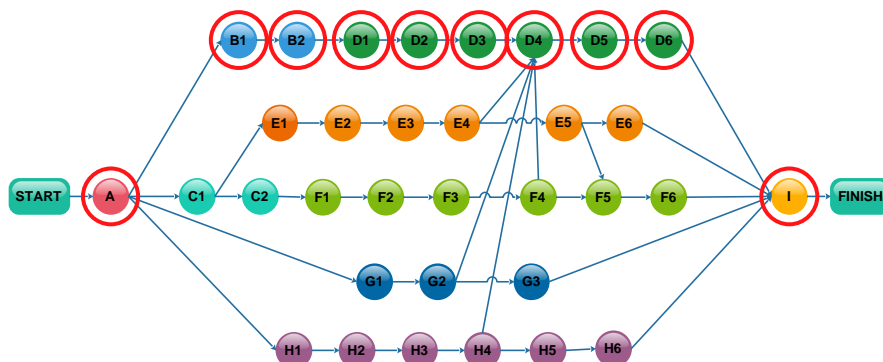 B1 B2 D1 D2 D3 D4 D5 D6
E1 E2 E3 E4 E5 E6
START A C1 C2 F1 F2 F3 F4 F5 F6 I FINISH
G1 G2 G3
H1 H2 H3 H4 H5 H6